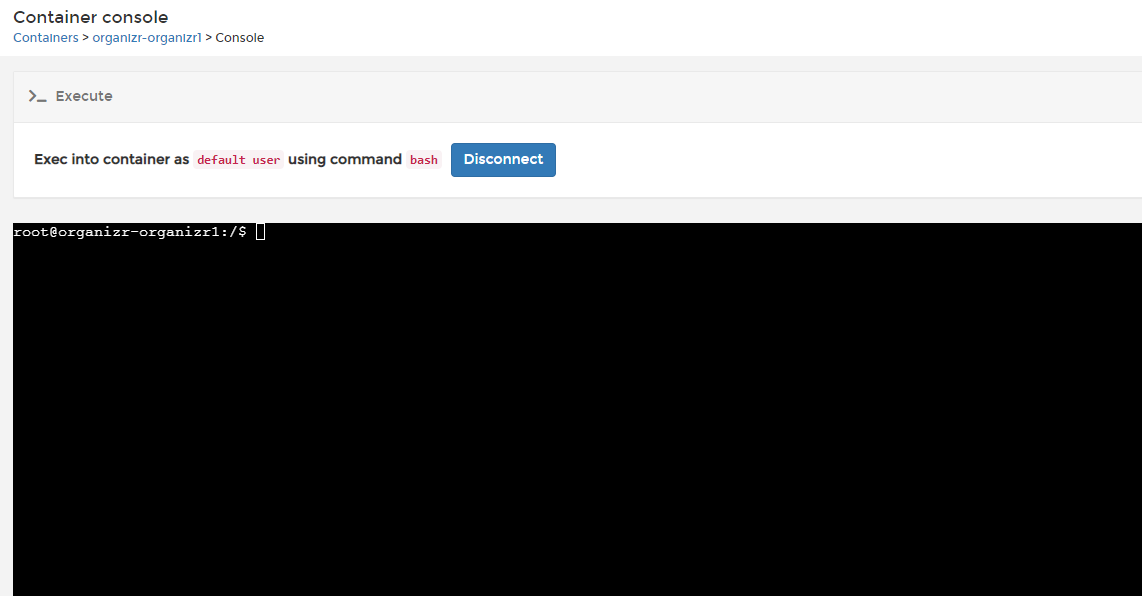 Container console
Containers > organizr-organizr1 > Console
>_ Execute
Exec into container as default user using command bash Disconnect
root@organizr-organizr1:/$